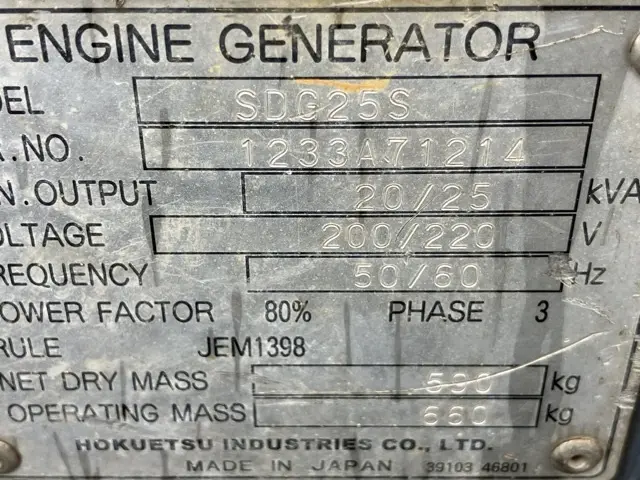 ENGINE GENERATOR
DEL SDG25S
A.NO. 1233A71214
N.OUTPUT 20/25 kVA
OLTAGE 200/220 V
REQUENCY 50/60 Hz
OWER FACTOR 80% PHASE 3
RULE JEM1398
NET DRY MASS 590 kg
OPERATING MASS 660 kg
HOKUETSU INDUSTRIES CO., LTD.
MADE IN JAPAN 39103 46801